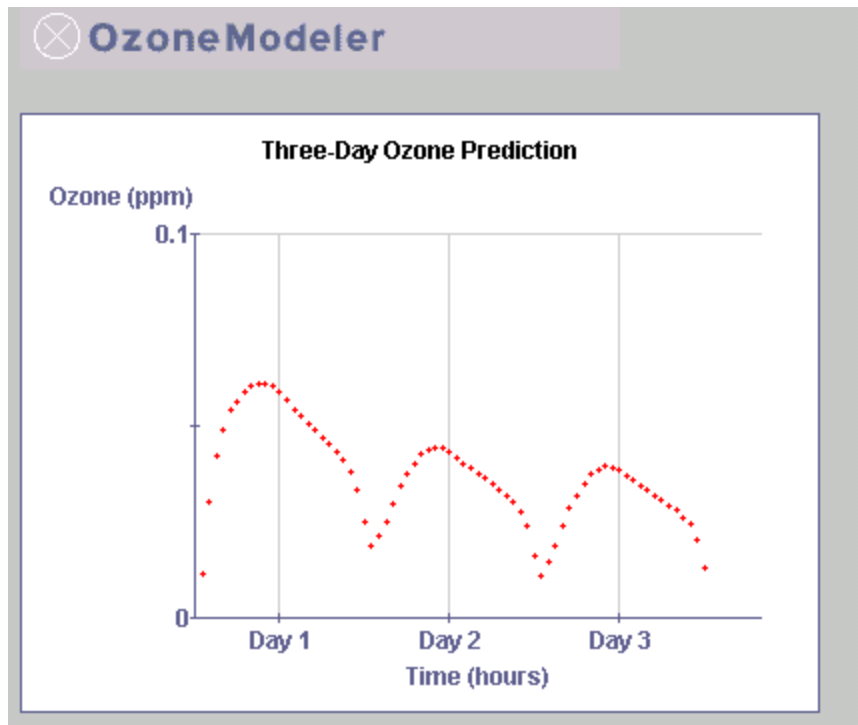 OzoneModeler
Three-Day Ozone Prediction
Ozone (ppm)
0.1
0
Day 1 Day 2 Day 3
Time (hours)